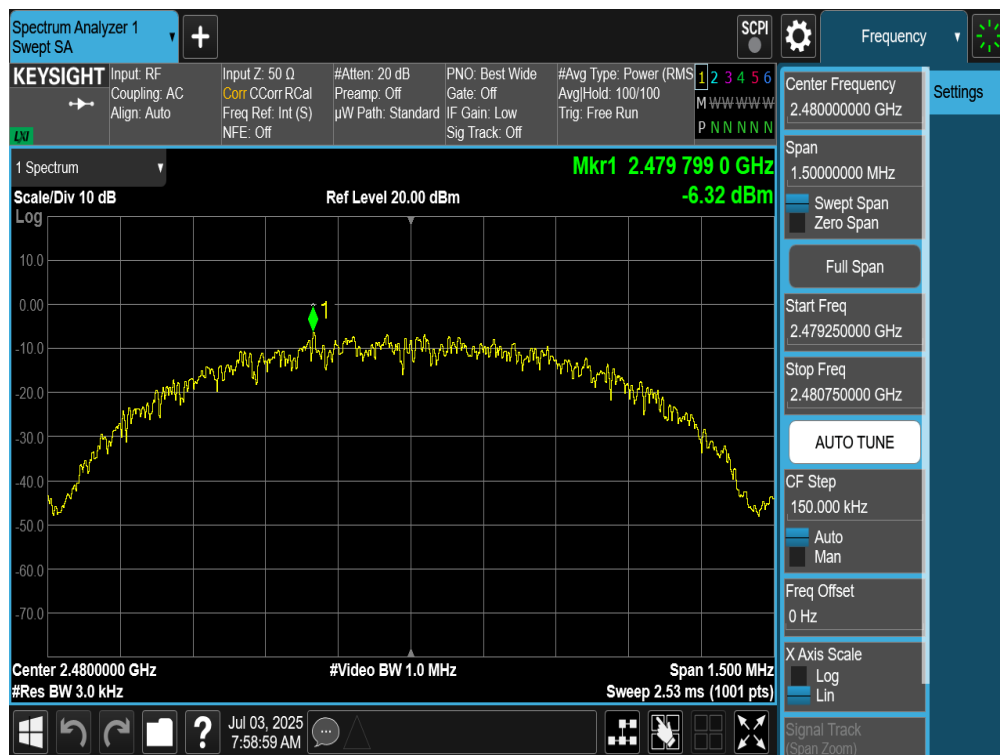 Spectrum Analyzer 1
Swept SA
+
SCPI
Frequency
KEYSIGHT
LXI
Input: RF
Coupling: AC
Align: Auto
Input Z: 50 Ω
Corr CCorr RCal
Freq Ref: Int (S)
NFE: Off
#Atten: 20 dB
Preamp: Off
µW Path: Standard
PNO: Best Wide
Gate: Off
IF Gain: Low
Sig Track: Off
#Avg Type: Power (RMS
Avg|Hold: 100/100
Trig: Free Run
1 2 3 4 5 6
M W W W W W
P N N N N N
1 Spectrum
Mkr1 2.479 799 0 GHz
Scale/Div 10 dB
Ref Level 20.00 dBm
-6.32 dBm
Log
10.0
0.00
-10.0
-20.0
-30.0
-40.0
-50.0
-60.0
-70.0
1
Center 2.4800000 GHz
#Video BW 1.0 MHz
Span 1.500 MHz
#Res BW 3.0 kHz
Sweep 2.53 ms (1001 pts)
Center Frequency
2.480000000 GHz
Span
1.50000000 MHz
Swept Span
Zero Span
Full Span
Start Freq
2.479250000 GHz
Stop Freq
2.480750000 GHz
AUTO TUNE
CF Step
150.000 kHz
Auto
Man
Freq Offset
0 Hz
X Axis Scale
Log
Lin
Signal Track
(Span Zoom)
Settings
?
Jul 03, 2025
7:58:59 AM